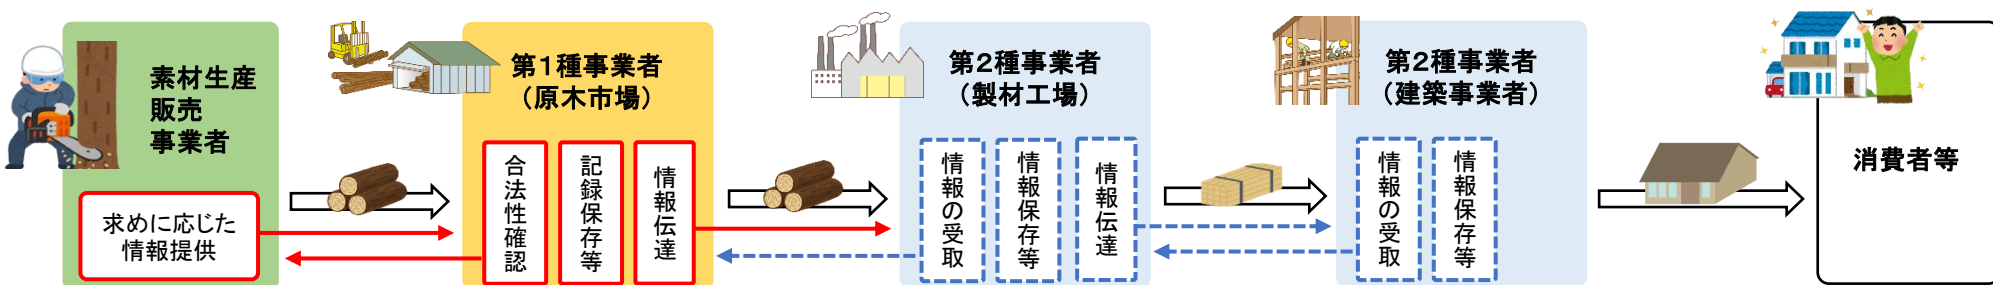 素材生産
販売
事業者
求めに応じた
情報提供
第1種事業者
（原木市場）
合法性確認
記録保存等
情報伝達
第2種事業者
（製材工場）
情報の受取
情報保存等
情報伝達
第2種事業者
（建築事業者）
情報の受取
情報保存等
消費者等